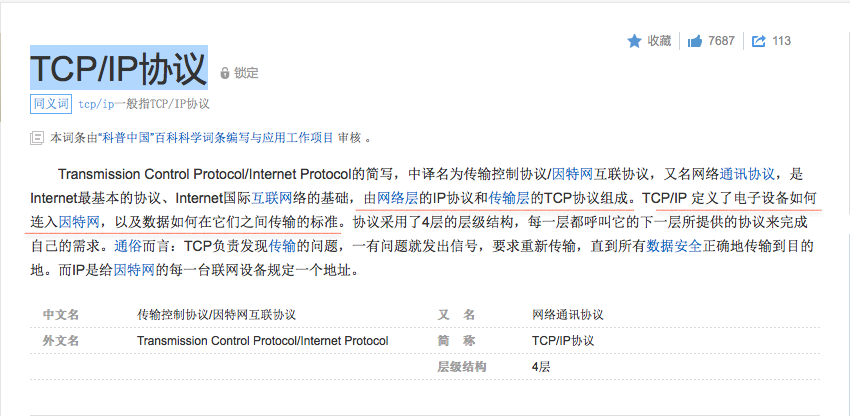 收藏 7687 113
TCP/IP协议 锁定
同义词 tcp/ip一般指TCP/IP协议
本词条由“科普中国”百科科学词条编写与应用工作项目 审核 。
Transmission Control Protocol/Internet Protocol的简写，中译名为传输控制协议/因特网互联协议，又名网络通讯协议，是
Internet最基本的协议、Internet国际互联网络的基础，由网络层的IP协议和传输层的TCP协议组成。TCP/IP 定义了电子设备如何
连入因特网，以及数据如何在它们之间传输的标准。协议采用了4层的层级结构，每一层都呼叫它的下一层所提供的协议来完成
自己的需求。通俗而言：TCP负责发现传输的问题，一有问题就发出信号，要求重新传输，直到所有数据安全正确地传输到目的
地。而IP是给因特网的每一台联网设备规定一个地址。
中文名 传输控制协议/因特网互联协议 又 名 网络通讯协议
外文名 Transmission Control Protocol/Internet Protocol 简 称 TCP/IP协议
层级结构 4层